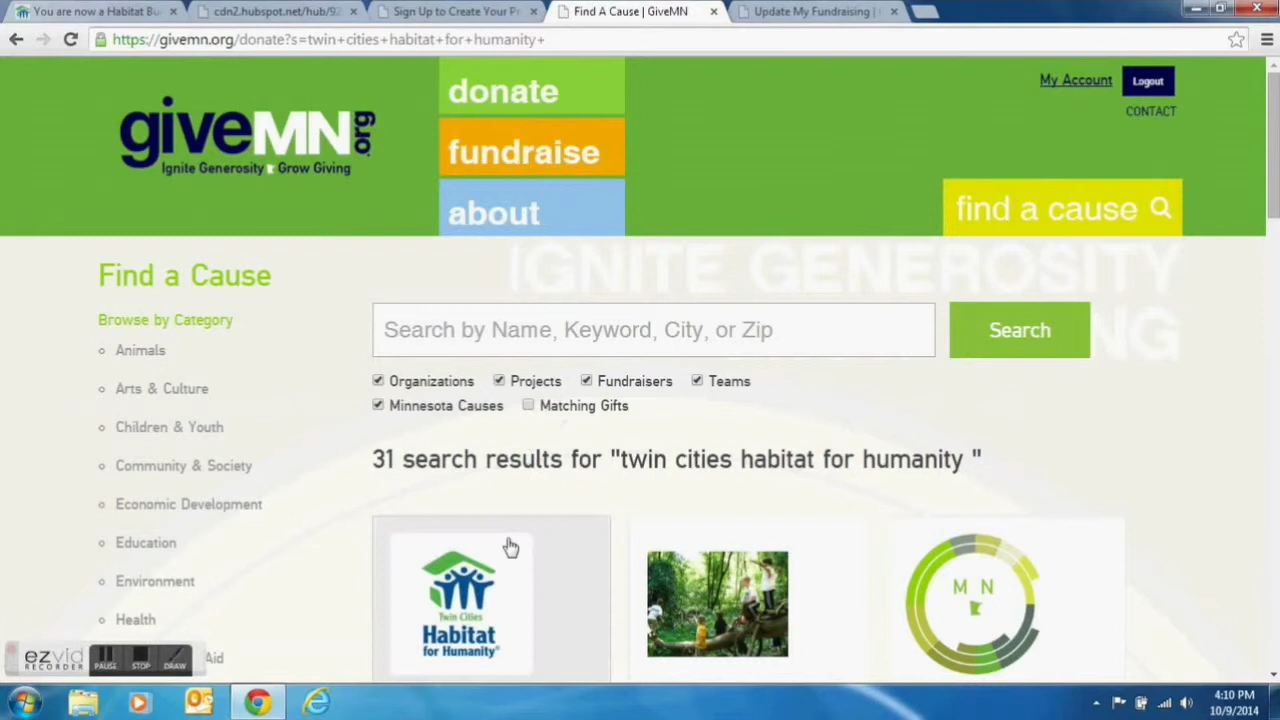 You are now a Habitat Bu
cdn2.hubspot.net/hub/92
Sign Up to Create Your Pr
Find A Cause | GiveMN
Update My Fundraising |
https://givemn.org/donate?s=twin+cities+habitat+for+humanity+
giveMN.org
Ignite Generosity Grow Giving
donate
fundraise
about
My Account
Logout
CONTACT
find a cause
IGNITE GENEROSITY
NG
Find a Cause
Browse by Category
Animals
Arts & Culture
Children & Youth
Community & Society
Economic Development
Education
Environment
Health
Aid
Search by Name, Keyword, City, or Zip
Search
Organizations Projects Fundraisers Teams
Minnesota Causes Matching Gifts
31 search results for "twin cities habitat for humanity "
Twin Cities
Habitat
for Humanity®
M N
ezvid
RECORDER
PAUSE
STOP
DRAW
4:10 PM
10/9/2014